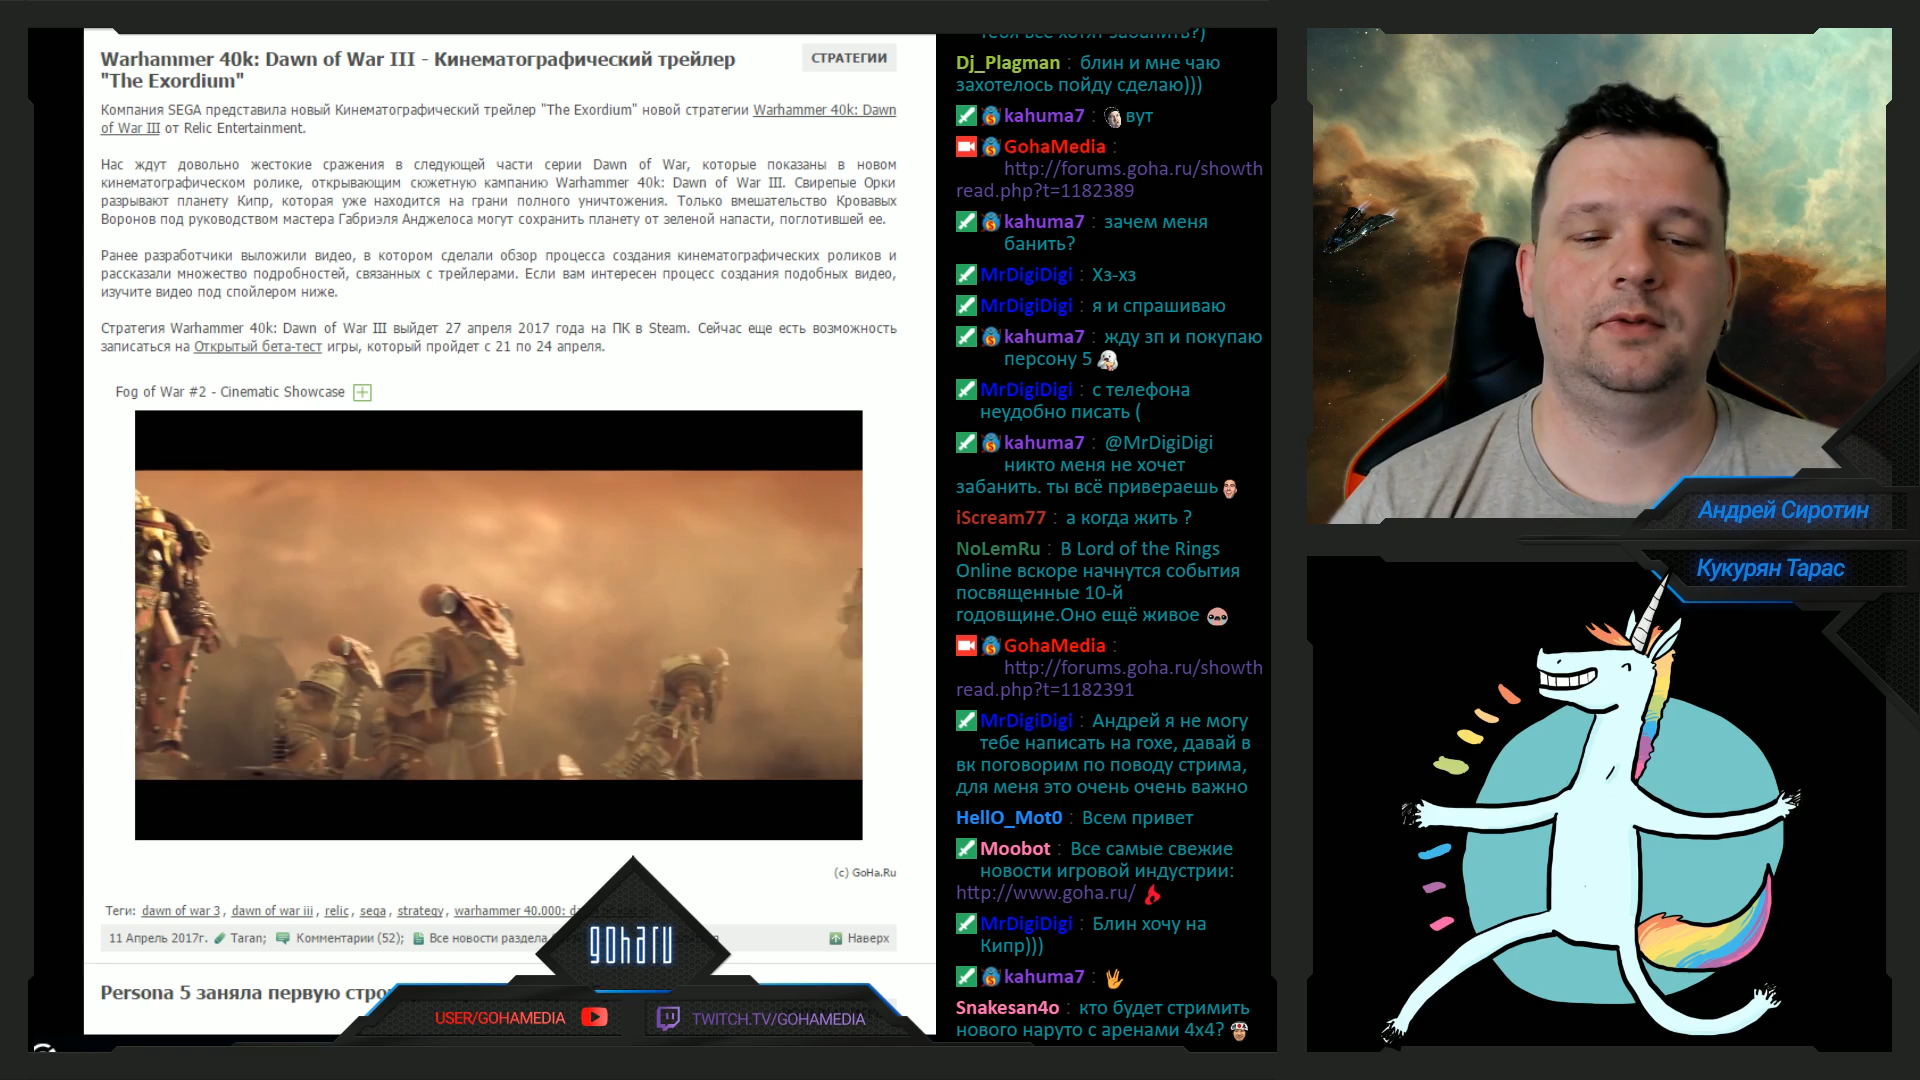 Warhammer 40k: Dawn of War III - Кинематографический трейлер
"The Exordium"
СТРАТЕГИИ
Компания SEGA представила новый Кинематографический трейлер "The Exordium" новой стратегии Warhammer 40k: Dawn
of War III от Relic Entertainment.
Нас ждут довольно жестокие сражения в следующей части серии Dawn of War, которые показаны в новом
кинематографическом ролике, открывающим сюжетную кампанию Warhammer 40k: Dawn of War III. Свирепые Орки
разрывают планету Кипр, которая уже находится на грани полного уничтожения. Только вмешательство Кровавых
Воронов под руководством мастера Габриэля Анджелоса могут сохранить планету от зеленой напасти, поглотившей ее.
Ранее разработчики выложили видео, в котором сделали обзор процесса создания кинематографических роликов и
рассказали множество подробностей, связанных с трейлерами. Если вам интересен процесс создания подобных видео,
изучите видео под спойлером ниже.
Стратегия Warhammer 40k: Dawn of War III выйдет 27 апреля 2017 года на ПК в Steam. Сейчас еще есть возможность
записаться на Открытый бета-тест игры, который пройдет с 21 по 24 апреля.
Fog of War #2 - Cinematic Showcase
(c) GoHa.Ru
Теги: dawn of war 3, dawn of war iii, relic, sega, strategy, warhammer 40.000:
11 Апрель 2017г. Taran; Комментарии (52); Все новости раздела
Наверх
Persona 5 заняла первую
goharu
USER/GOHAMEDIA
TWITCH.TV/GOHAMEDIA
тебя все хотят забанить?)
Dj_Plagman : блин и мне чаю
захотелось пойду сделаю)))
kahuma7 : вут
GohaMedia :
http://forums.goha.ru/showth
read.php?t=1182389
kahuma7 : зачем меня
банить?
MrDigiDigi : Хз-хз
MrDigiDigi : я и спрашиваю
kahuma7 : жду зп и покупаю
персону 5
MrDigiDigi : с телефона
неудобно писать (
kahuma7 : @MrDigiDigi
никто меня не хочет
забанить. ты всё привераешь
iScream77 : а когда жить ?
NoLemRu : В Lord of the Rings
Online вскоре начнутся события
посвященные 10-й
годовщине.Оно ещё живое
GohaMedia :
http://forums.goha.ru/showth
read.php?t=1182391
MrDigiDigi : Андрей я не могу
тебе написать на гохе, давай в
вк поговорим по поводу стрима,
для меня это очень очень важно
HellO_Mot0 : Всем привет
Moobot : Все самые свежие
новости игровой индустрии:
http://www.goha.ru/
MrDigiDigi : Блин хочу на
Кипр)))
kahuma7 :
Snakesan4o : кто будет стримить
нового наруто с аренами 4х4?
Андрей Сиротин
Кукурян Тарас